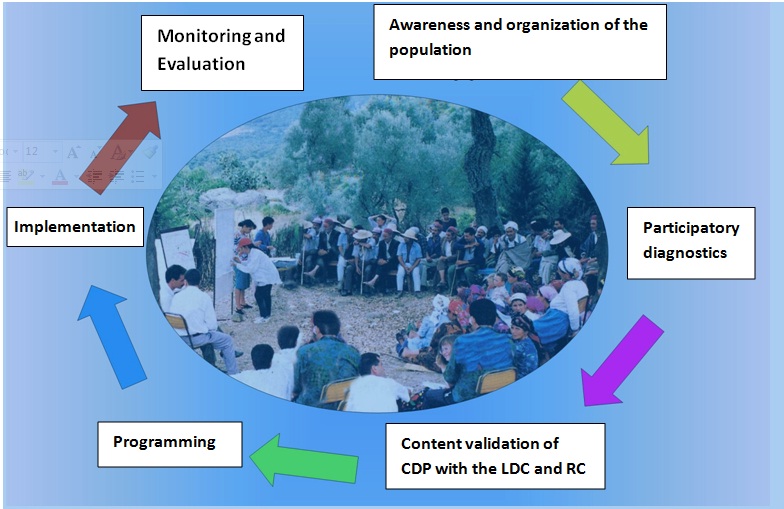 Awareness and organization of the
population
Participatory
diagnostics
Content validation of
CDP with the LDC and RC
Programming
Implementation
Monitoring and
Evaluation
12